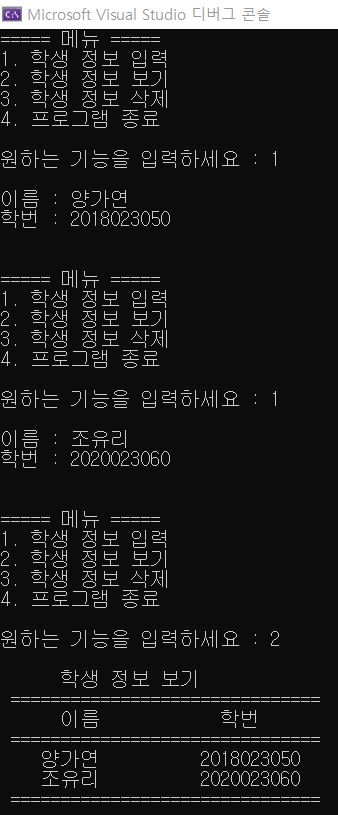 Microsoft Visual Studio 디버그 콘솔
===== 메뉴 =====
1. 학생 정보 입력
2. 학생 정보 보기
3. 학생 정보 삭제
4. 프로그램 종료
원하는 기능을 입력하세요 : 1
이름 : 양가연
학번 : 2018023050
===== 메뉴 =====
1. 학생 정보 입력
2. 학생 정보 보기
3. 학생 정보 삭제
4. 프로그램 종료
원하는 기능을 입력하세요 : 1
이름 : 조유리
학번 : 2020023060
===== 메뉴 =====
1. 학생 정보 입력
2. 학생 정보 보기
3. 학생 정보 삭제
4. 프로그램 종료
원하는 기능을 입력하세요 : 2
학생 정보 보기
===============================
이름 학번
===============================
양가연 2018023050
조유리 2020023060
===============================